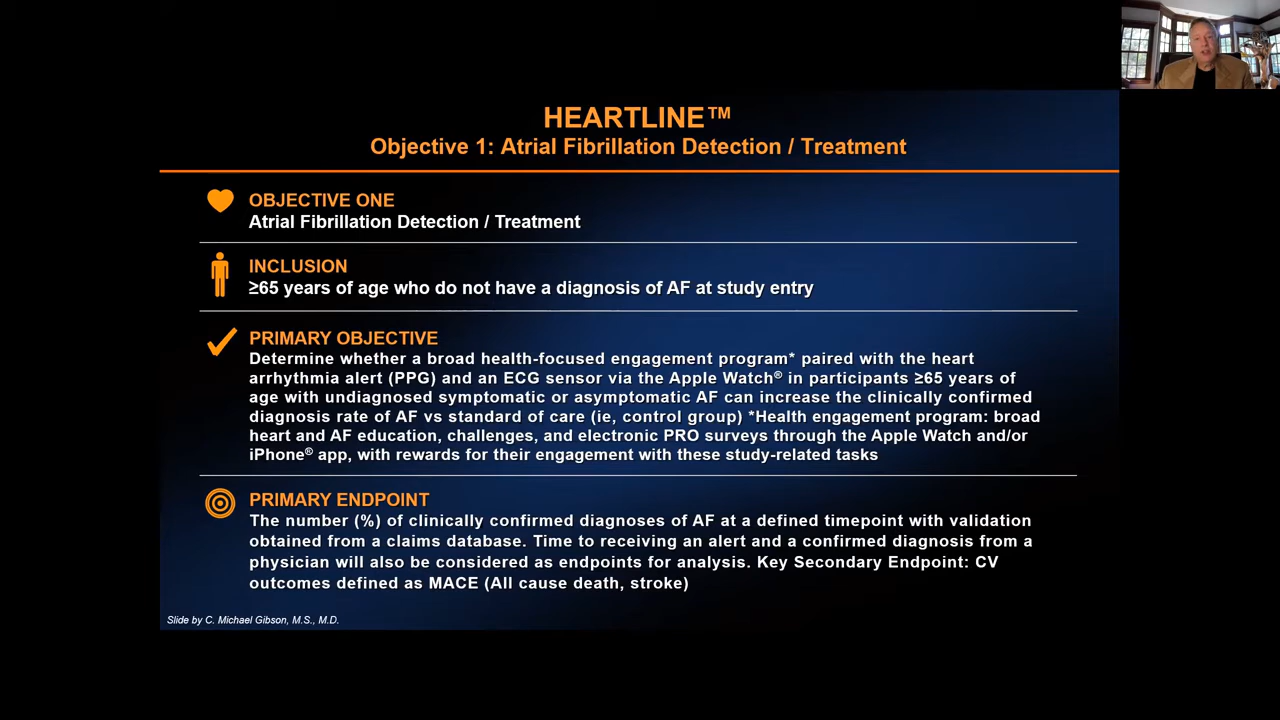 HEARTLINE™
Objective 1: Atrial Fibrillation Detection / Treatment
OBJECTIVE ONE
Atrial Fibrillation Detection / Treatment
INCLUSION
≥65 years of age who do not have a diagnosis of AF at study entry
PRIMARY OBJECTIVE
Determine whether a broad health-focused engagement program* paired with the heart
arrhythmia alert (PPG) and an ECG sensor via the Apple Watch® in participants ≥65 years of
age with undiagnosed symptomatic or asymptomatic AF can increase the clinically confirmed
diagnosis rate of AF vs standard of care (ie, control group) *Health engagement program: broad
heart and AF education, challenges, and electronic PRO surveys through the Apple Watch and/or
iPhone® app, with rewards for their engagement with these study-related tasks
PRIMARY ENDPOINT
The number (%) of clinically confirmed diagnoses of AF at a defined timepoint with validation
obtained from a claims database. Time to receiving an alert and a confirmed diagnosis from a
physician will also be considered as endpoints for analysis. Key Secondary Endpoint: CV
outcomes defined as MACE (All cause death, stroke)
Slide by C. Michael Gibson, M.S., M.D.